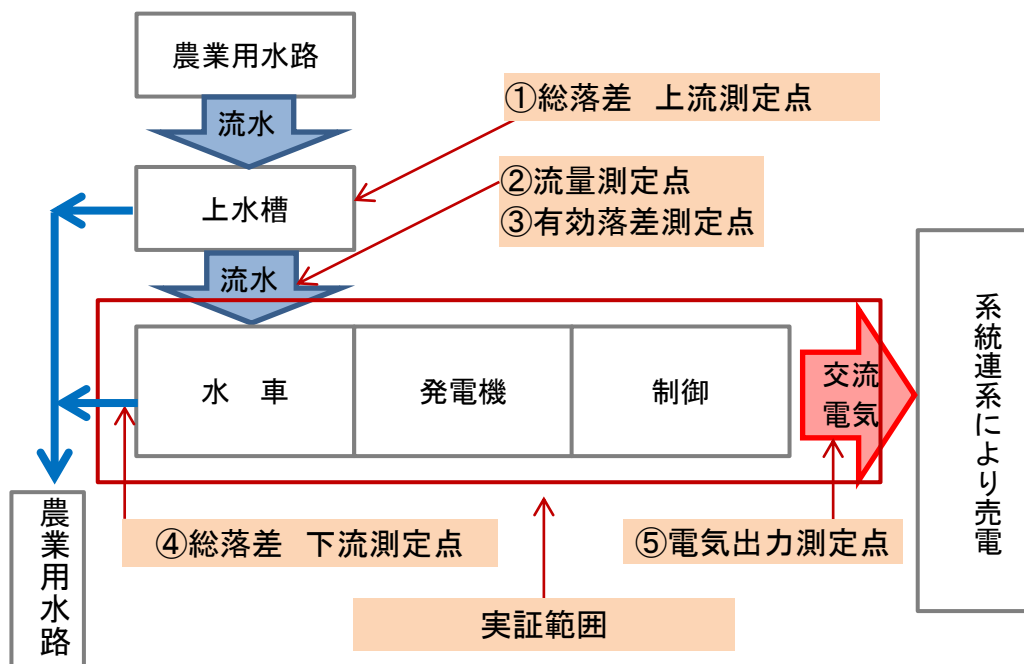 農業用水路
流水
①総落差 上流測定点
上水槽
②流量測定点
③有効落差測定点
流水
水 車
発電機
制御
交流
電気
系統連系により売電
④総落差 下流測定点
⑤電気出力測定点
農業用水路
実証範囲